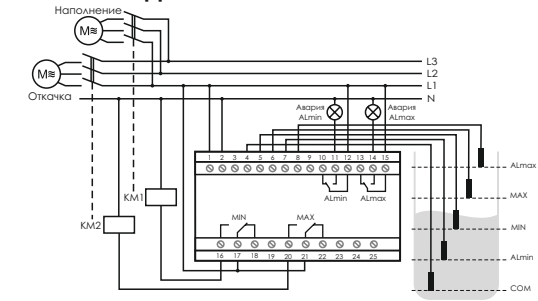 Наполнение
M≋
M≋
Откачка
L3
L2
L1
N
Авария ALmin
Авария ALmax
1 2 3 4 5 6 7 8 9 10 11 12 13 14 15
ALmin
ALmax
KM1
KM2
MIN
MAX
16 17 18 19 20 21 22 23 24 25
ALmax
MAX
MIN
ALmin
COM